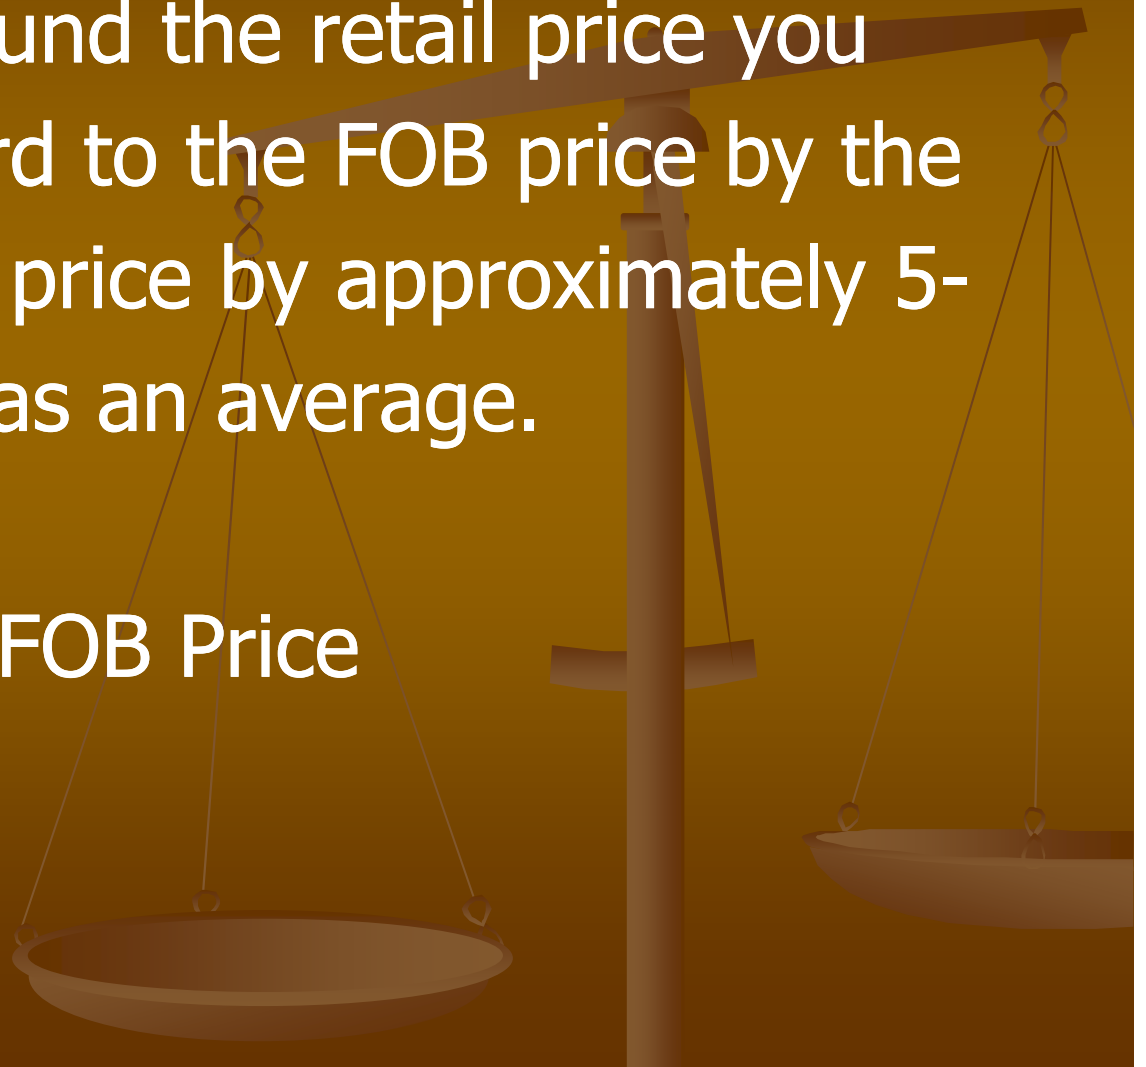 und the retail price you
rd to the FOB price by the
price by approximately 5-
as an average.
FOB Price